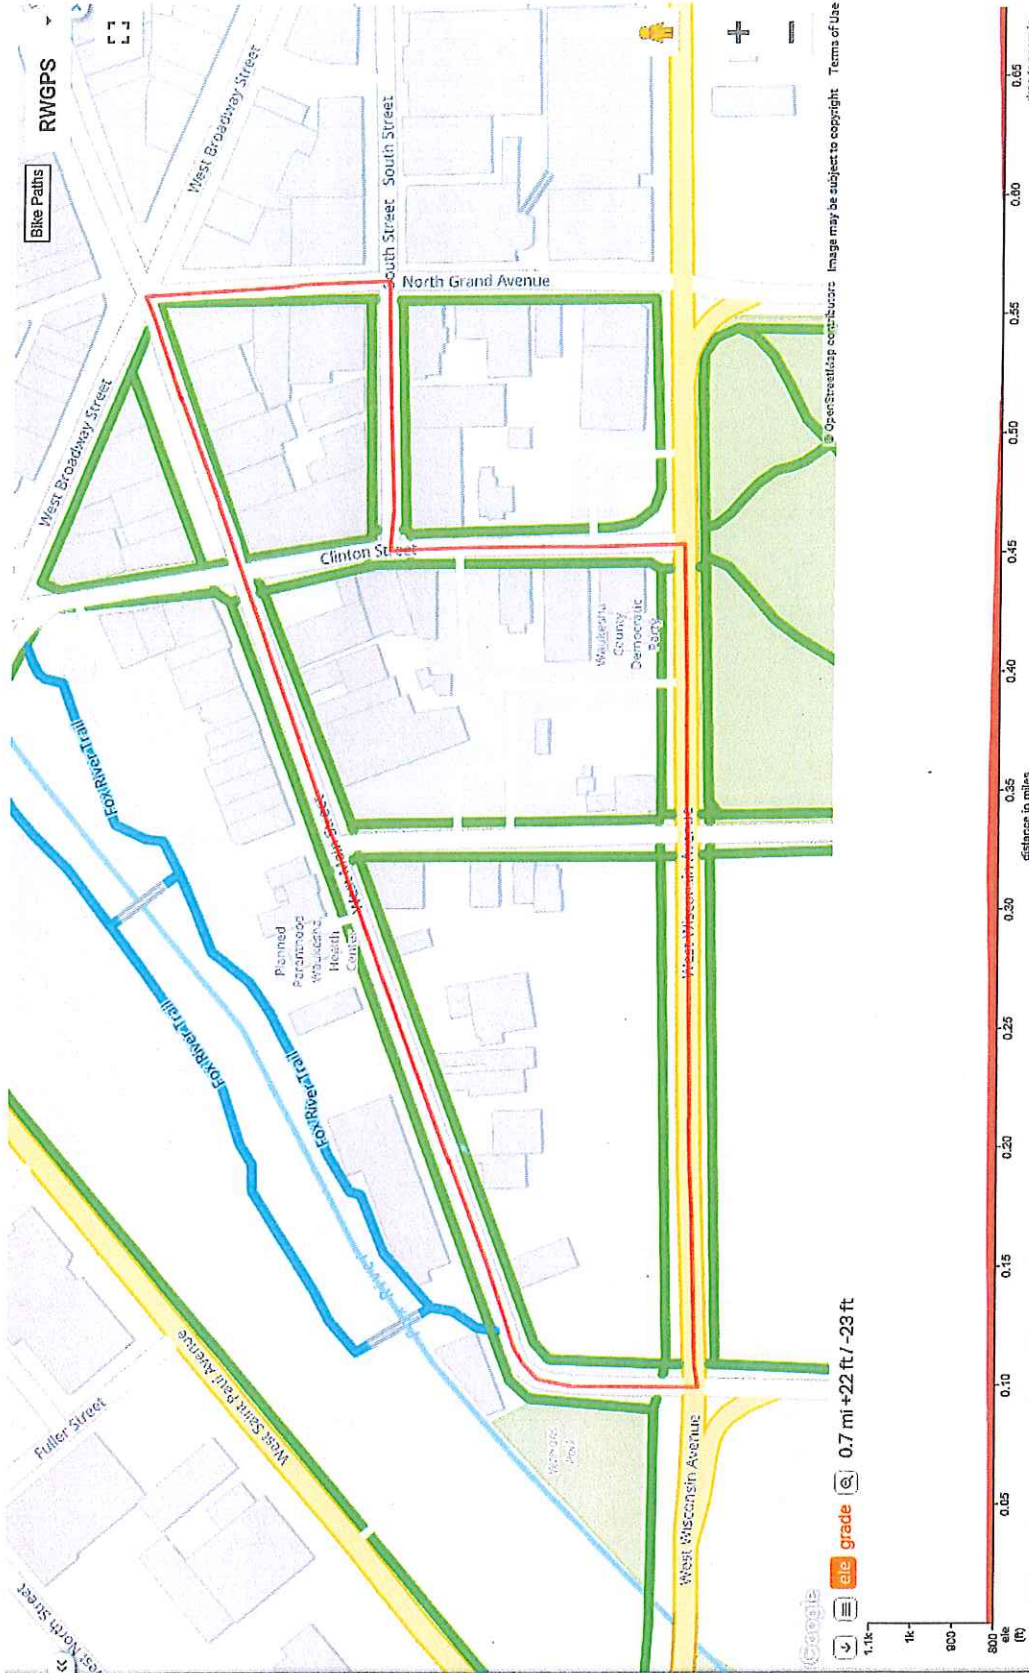 RWGPS
Bike Paths
West Broadway Street
West Broadway Street
South Street
South Street
North Grand Avenue
Clinton Street
Waukesha
County
Democratic
Party
Fox River Trail
Fox River Trail
Fox River Trail
Planned
Parenthood
Waukesha
Health
Center
West Main Street
West Wisconsin Avenue
West Wisconsin Avenue
West Saint Paul Avenue
Fuller Street
West North Street
Google
© OpenStreetMap contributors Image may be subject to copyright Terms of Use
ele grade 0.7 mi +22 ft / -23 ft
1.1k
1k
900
800
ele
(ft)
0.05
0.10
0.15
0.20
0.25
0.30
0.35
0.40
0.45
0.50
0.55
0.60
0.65
distance in miles